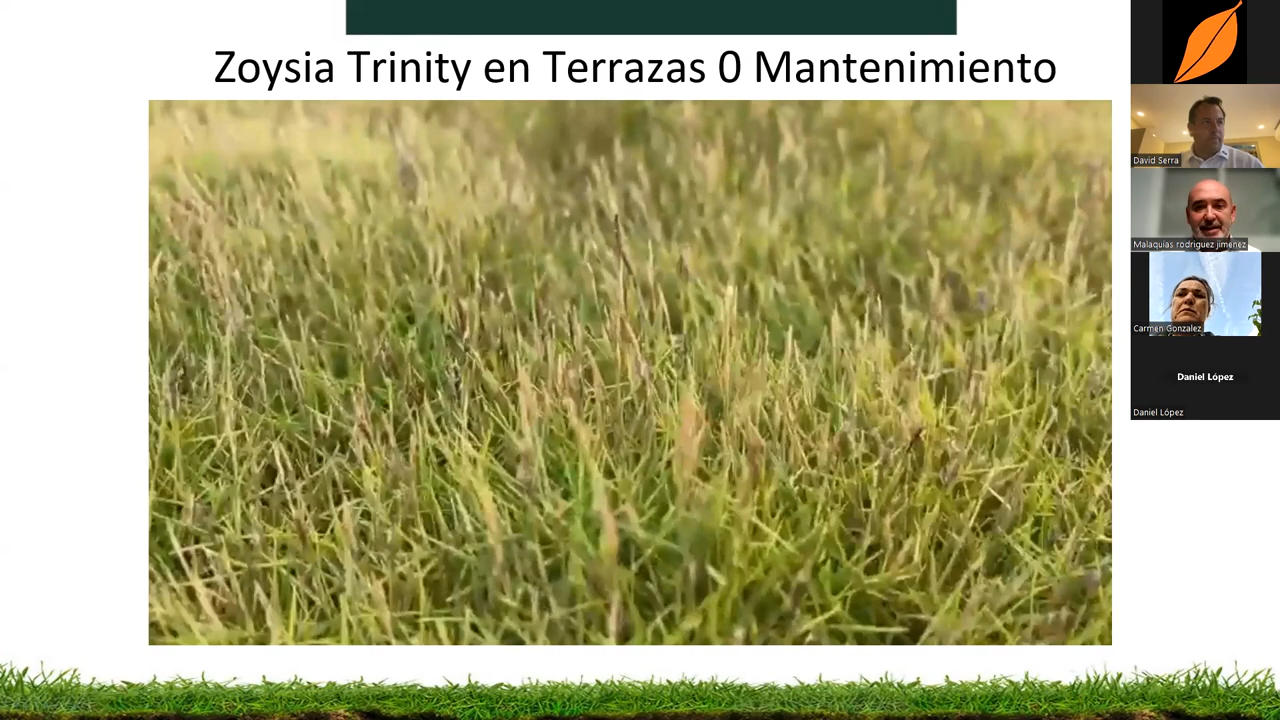 Zoysia Trinity en Terrazas 0 Mantenimiento
David Serra
Malaquias rodriguez jimenez
Carmen Gonzalez
Daniel López
Daniel López